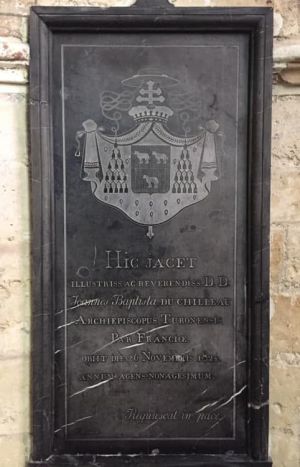 HIC JACET
ILLUSTRISS AC REVERENDISS D.D.
Joannes Baptista DU CHILLEAU
ARCHIEPISCOPUS TURONENSIS
PAR FRANCIÆ
OBIIT DIE 26 NOVEMBRIS
ANNUM AGENS NONAGESIMUM.
Requiescat in pace